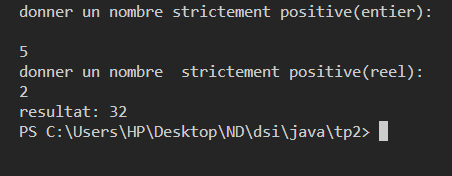 donner un nombre strictement positive(entier):
5
donner un nombre  strictement positive(reel):
2
resultat: 32
PS C:\Users\HP\Desktop\ND\dsi\java\tp2>